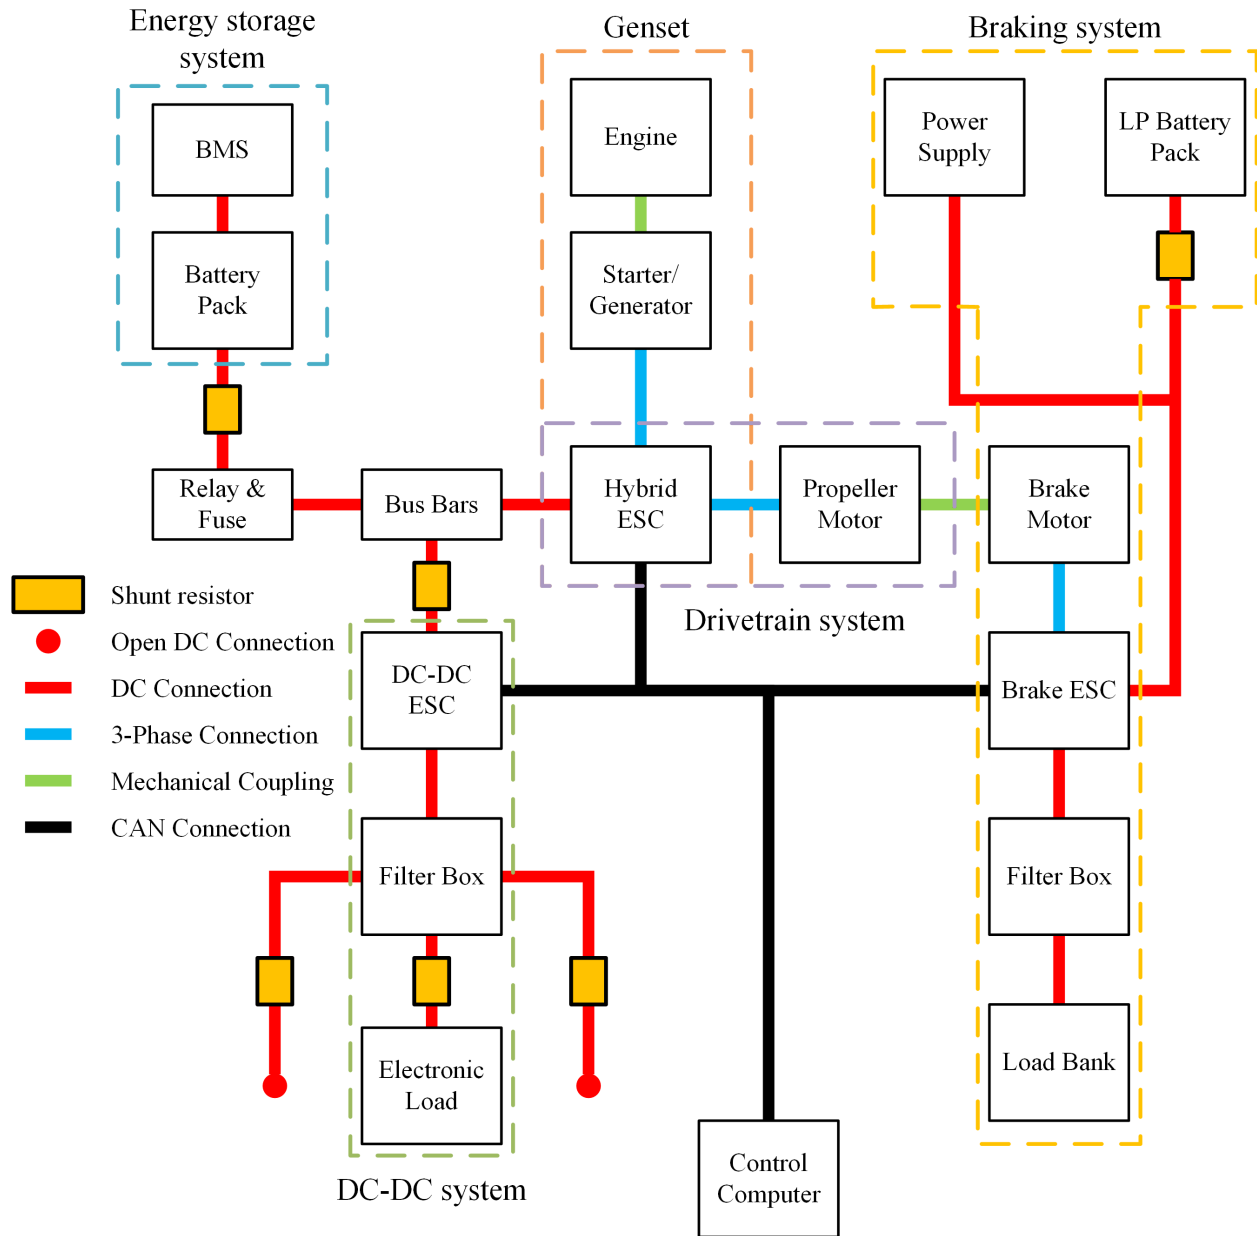 Energy storage
system
Genset
Braking system
BMS
Engine
Power
Supply
LP Battery
Pack
Battery
Pack
Starter/
Generator
Relay &
Fuse
Bus Bars
Hybrid
ESC
Propeller
Motor
Brake
Motor
Shunt resistor
Open DC Connection
DC Connection
3-Phase Connection
Mechanical Coupling
CAN Connection
Drivetrain system
DC-DC
ESC
Brake ESC
Filter Box
Filter Box
Electronic
Load
Load Bank
DC-DC system
Control
Computer